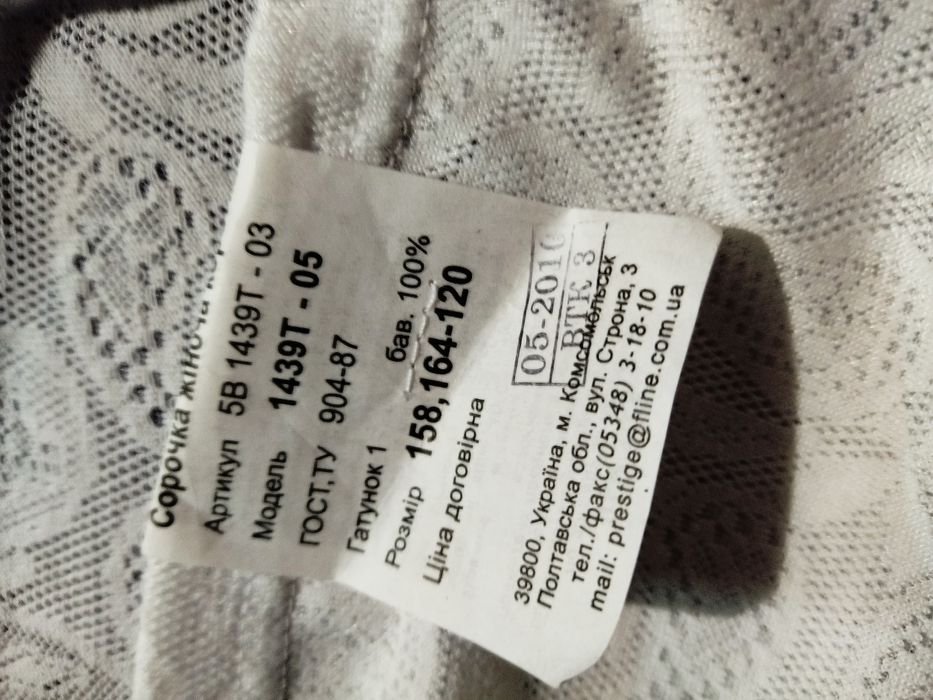 Сорочка жіноча
Артикул 5В 1439Т - 03
Модель 1439Т - 05
ГОСТ,ТУ 904-87
Гатунок 1 бав. 100%
Розмір 158,164-120
Ціна договірна
05-2010
ВТК 3
39800, Україна, м. Комсомольськ
Полтавська обл., вул. Строна, 3
тел./факс(05348) 3-18-10
mail: prestige@fline.com.ua